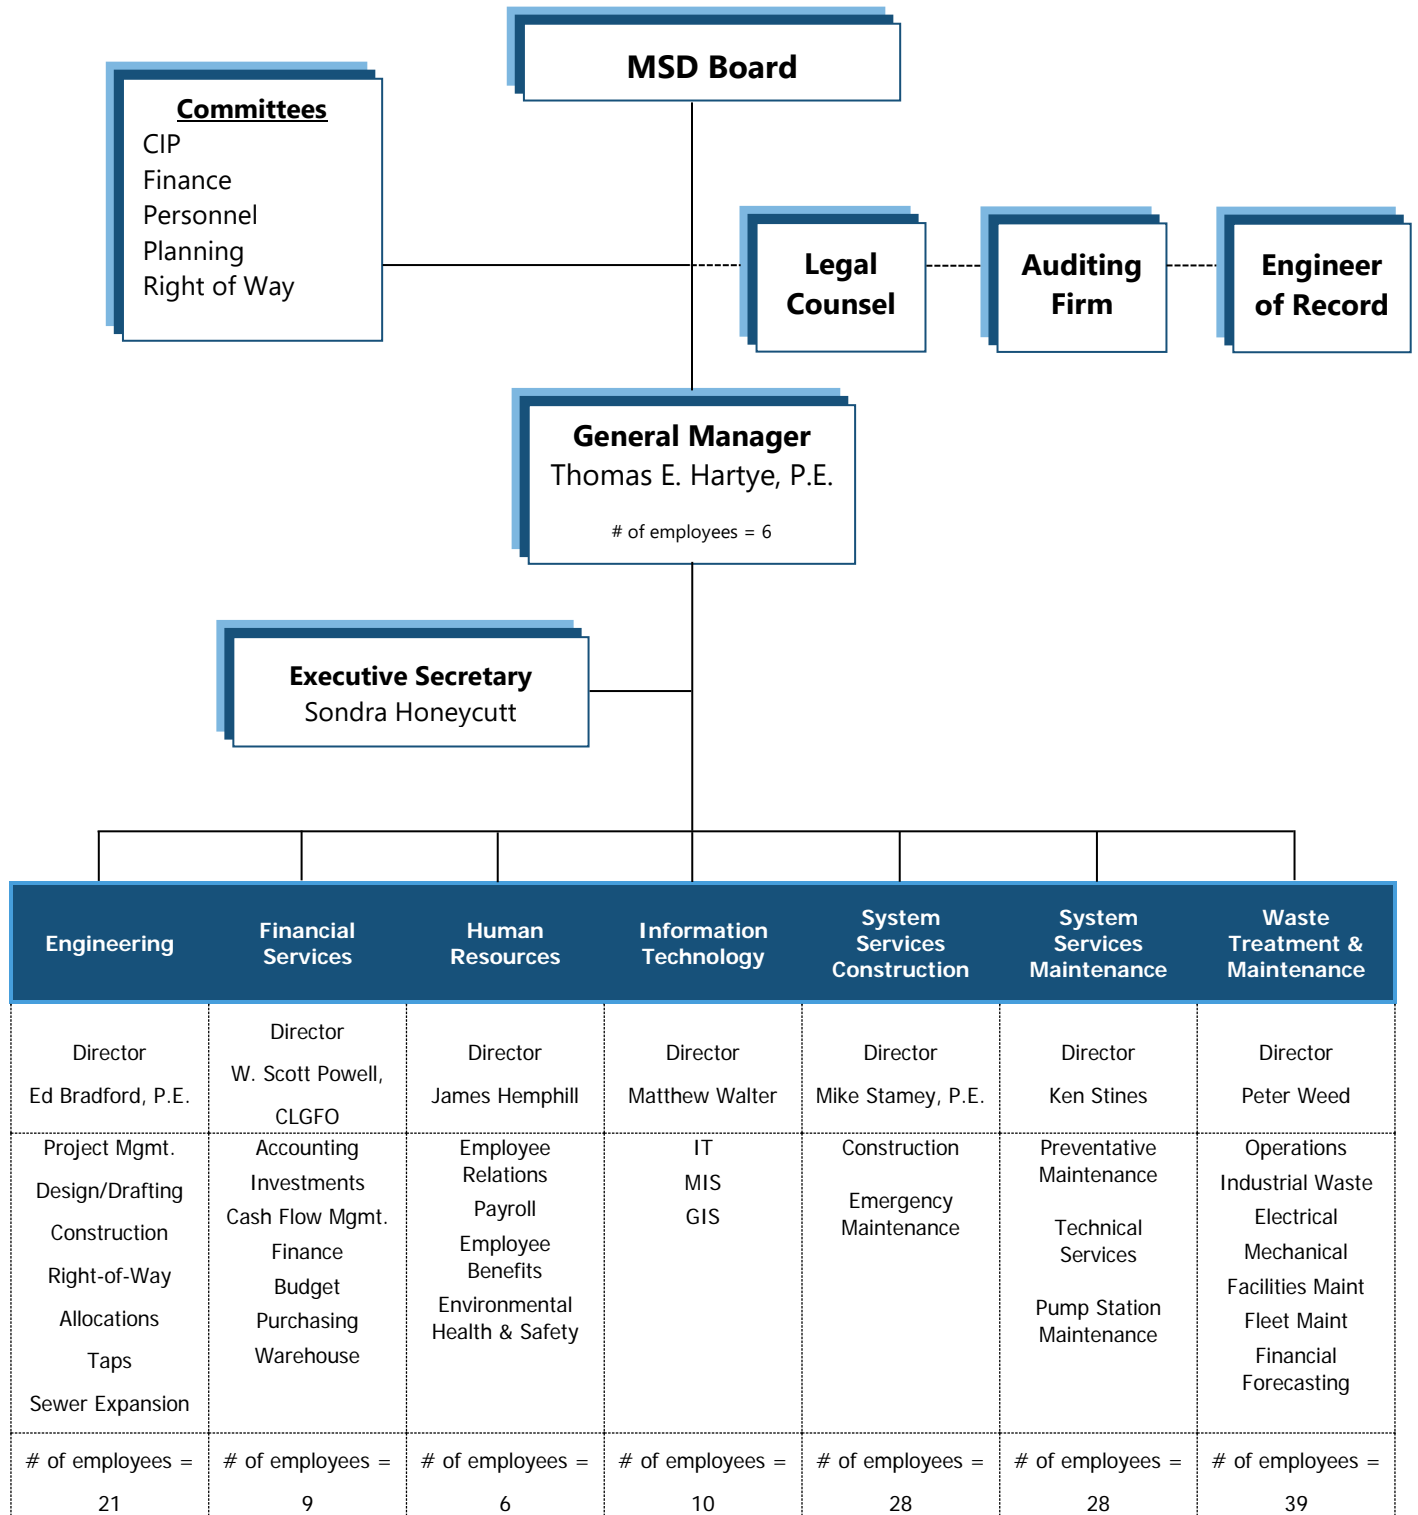 MSD Board
Committees
CIP
Finance
Personnel
Planning
Right of Way
Legal
Counsel
Auditing
Firm
Engineer
of Record
General Manager
Thomas E. Hartye, P.E.
# of employees = 6
Executive Secretary
Sondra Honeycutt
Engineering
Financial
Services
Human
Resources
Information
Technology
System
Services
Construction
System
Services
Maintenance
Waste
Treatment &
Maintenance
Director
Ed Bradford, P.E.
Director
W. Scott Powell,
CLGFO
Director
James Hemphill
Director
Matthew Walter
Director
Mike Stamey, P.E.
Director
Ken Stines
Director
Peter Weed
Project Mgmt.
Design/Drafting
Construction
Right-of-Way
Allocations
Taps
Sewer Expansion
Accounting
Investments
Cash Flow Mgmt.
Finance
Budget
Purchasing
Warehouse
Employee
Relations
Payroll
Employee
Benefits
Environmental
Health & Safety
IT
MIS
GIS
Construction
Emergency
Maintenance
Preventative
Maintenance
Technical
Services
Pump Station
Maintenance
Operations
Industrial Waste
Electrical
Mechanical
Facilities Maint
Fleet Maint
Financial
Forecasting
# of employees =
21
# of employees =
9
# of employees =
6
# of employees =
10
# of employees =
28
# of employees =
28
# of employees =
39